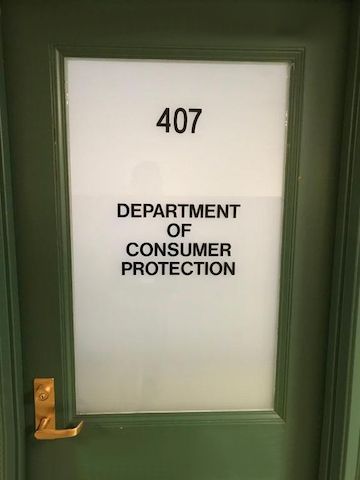 407
DEPARTMENT
OF
CONSUMER
PROTECTION